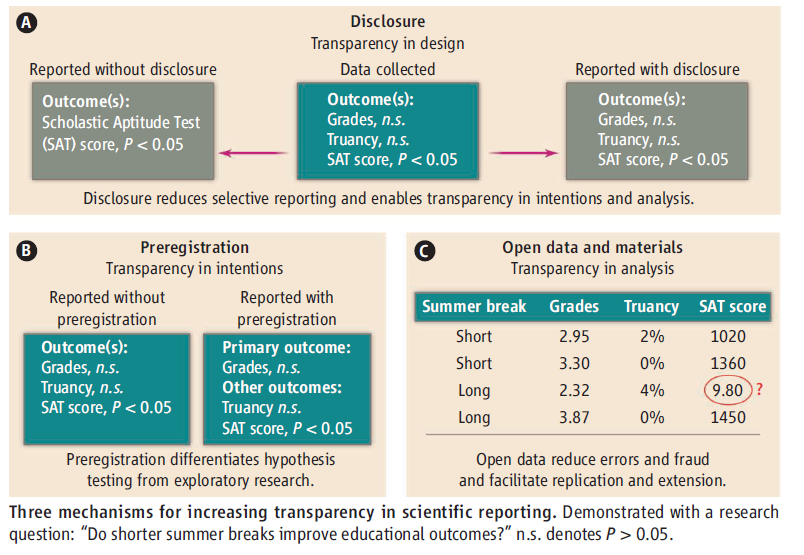 A
Disclosure
Transparency in design
Reported without disclosure
Data collected
Reported with disclosure
Outcome(s):
Scholastic Aptitude Test
(SAT) score, P < 0.05
Outcome(s):
Grades, n.s.
Truancy, n.s.
SAT score, P < 0.05
Outcome(s):
Grades, n.s.
Truancy, n.s.
SAT score, P < 0.05
Disclosure reduces selective reporting and enables transparency in intentions and analysis.
B
Preregistration
Transparency in intentions
Reported without
preregistration
Reported with
preregistration
Outcome(s):
Grades, n.s.
Truancy, n.s.
SAT score, P < 0.05
Primary outcome:
Grades, n.s.
Other outcomes:
Truancy n.s.
SAT score, P < 0.05
Preregistration differentiates hypothesis
testing from exploratory research.
C
Open data and materials
Transparency in analysis
Summer break Grades Truancy SAT score
Short 2.95 2% 1020
Short 3.30 0% 1360
Long 2.32 4% 9.80 ?
Long 3.87 0% 1450
Open data reduce errors and fraud
and facilitate replication and extension.
Three mechanisms for increasing transparency in scientific reporting. Demonstrated with a research
question: “Do shorter summer breaks improve educational outcomes?” n.s. denotes P > 0.05.